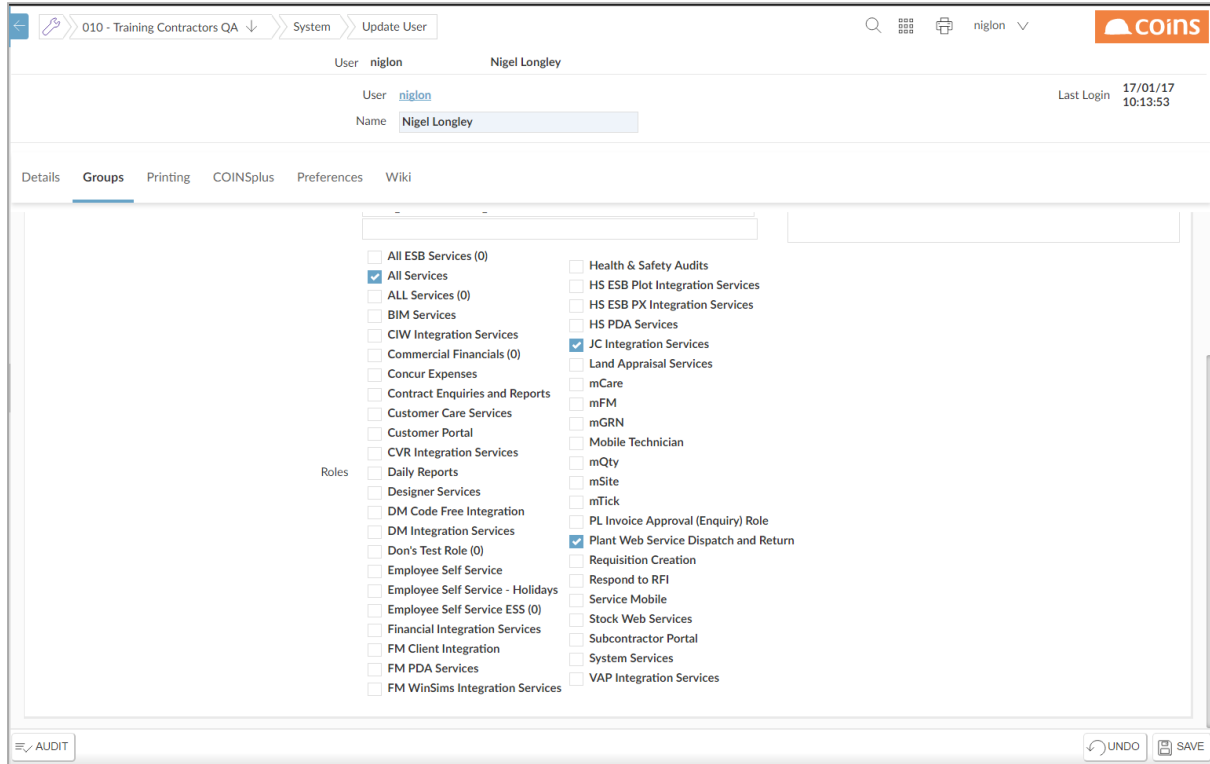 010 - Training Contractors QA
System
Update User
niglon
coins
User niglon Nigel Longley
User niglon
Last Login 17/01/17
10:13:53
Name Nigel Longley
Details Groups Printing COINSplus Preferences Wiki
Roles
All ESB Services (0)
All Services
ALL Services (0)
BIM Services
CIW Integration Services
Commercial Financials (0)
Concur Expenses
Contract Enquiries and Reports
Customer Care Services
Customer Portal
CVR Integration Services
Daily Reports
Designer Services
DM Code Free Integration
DM Integration Services
Don's Test Role (0)
Employee Self Service
Employee Self Service - Holidays
Employee Self Service ESS (0)
Financial Integration Services
FM Client Integration
FM PDA Services
FM WinSims Integration Services
Health & Safety Audits
HS ESB Plot Integration Services
HS ESB PX Integration Services
HS PDA Services
JC Integration Services
Land Appraisal Services
mCare
mFM
mGRN
Mobile Technician
mQty
mSite
mTick
PL Invoice Approval (Enquiry) Role
Plant Web Service Dispatch and Return
Requisition Creation
Respond to RFI
Service Mobile
Stock Web Services
Subcontractor Portal
System Services
VAP Integration Services
AUDIT
UNDO
SAVE